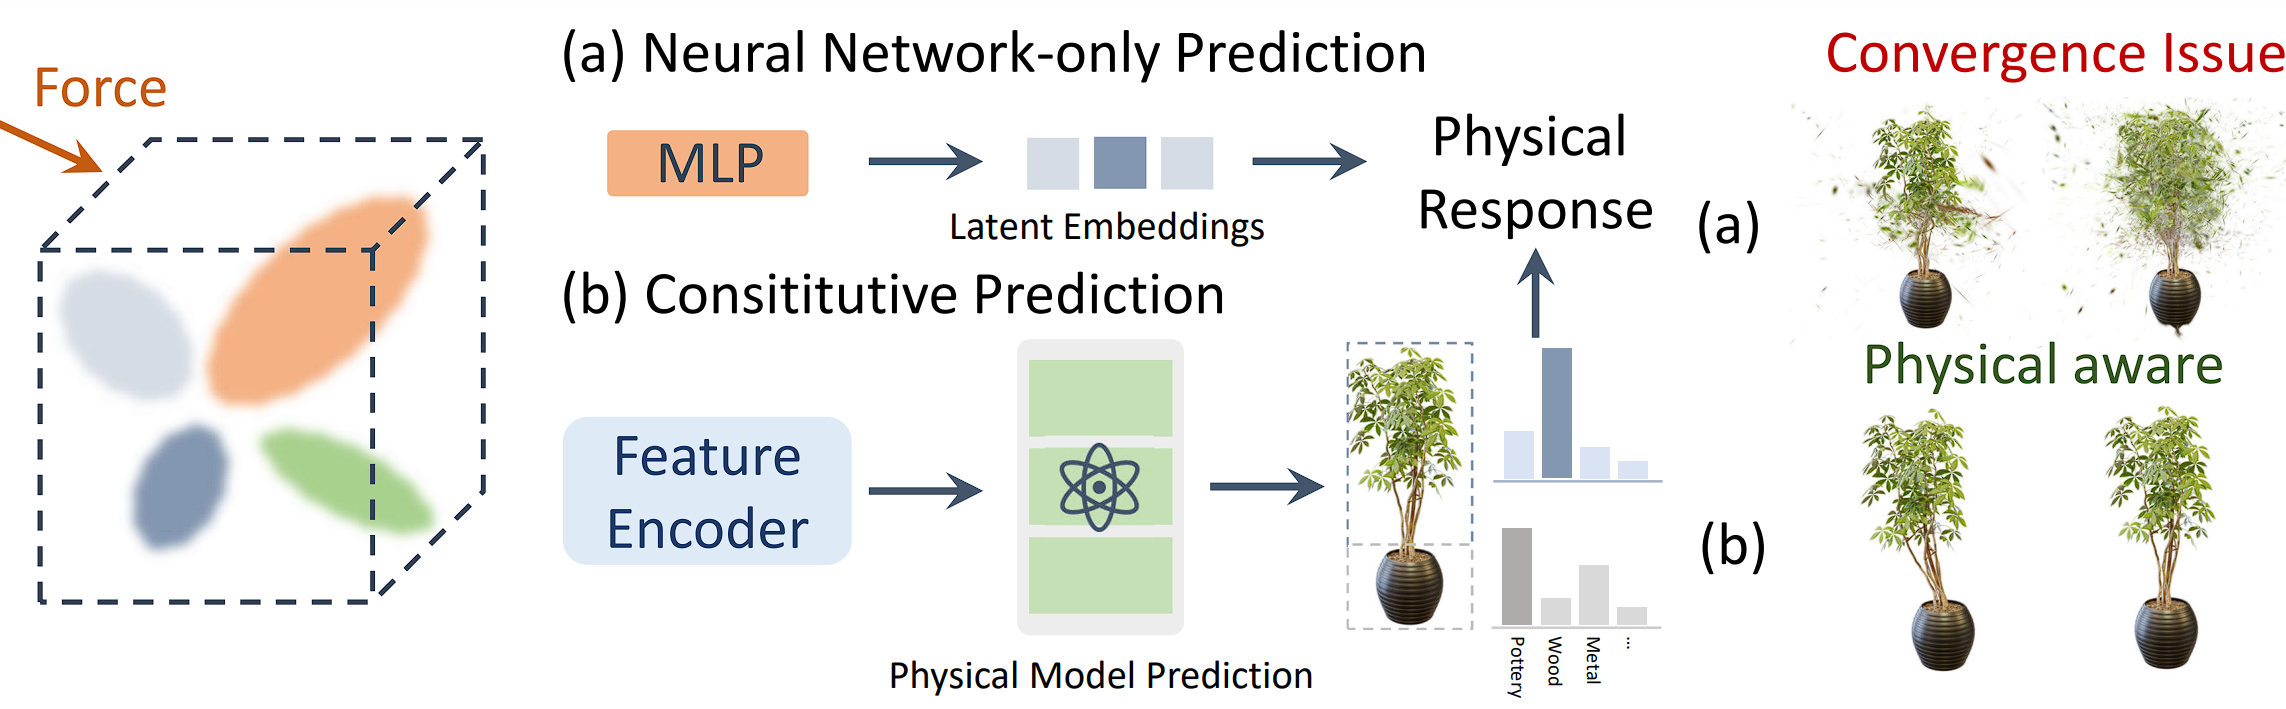 Force
(a) Neural Network-only Prediction
MLP
Latent Embeddings
Physical
Response
(b) Consititutive Prediction
Feature
Encoder
Physical Model Prediction
Pottery
Wood
Metal
...
Convergence Issue
(a)
Physical aware
(b)